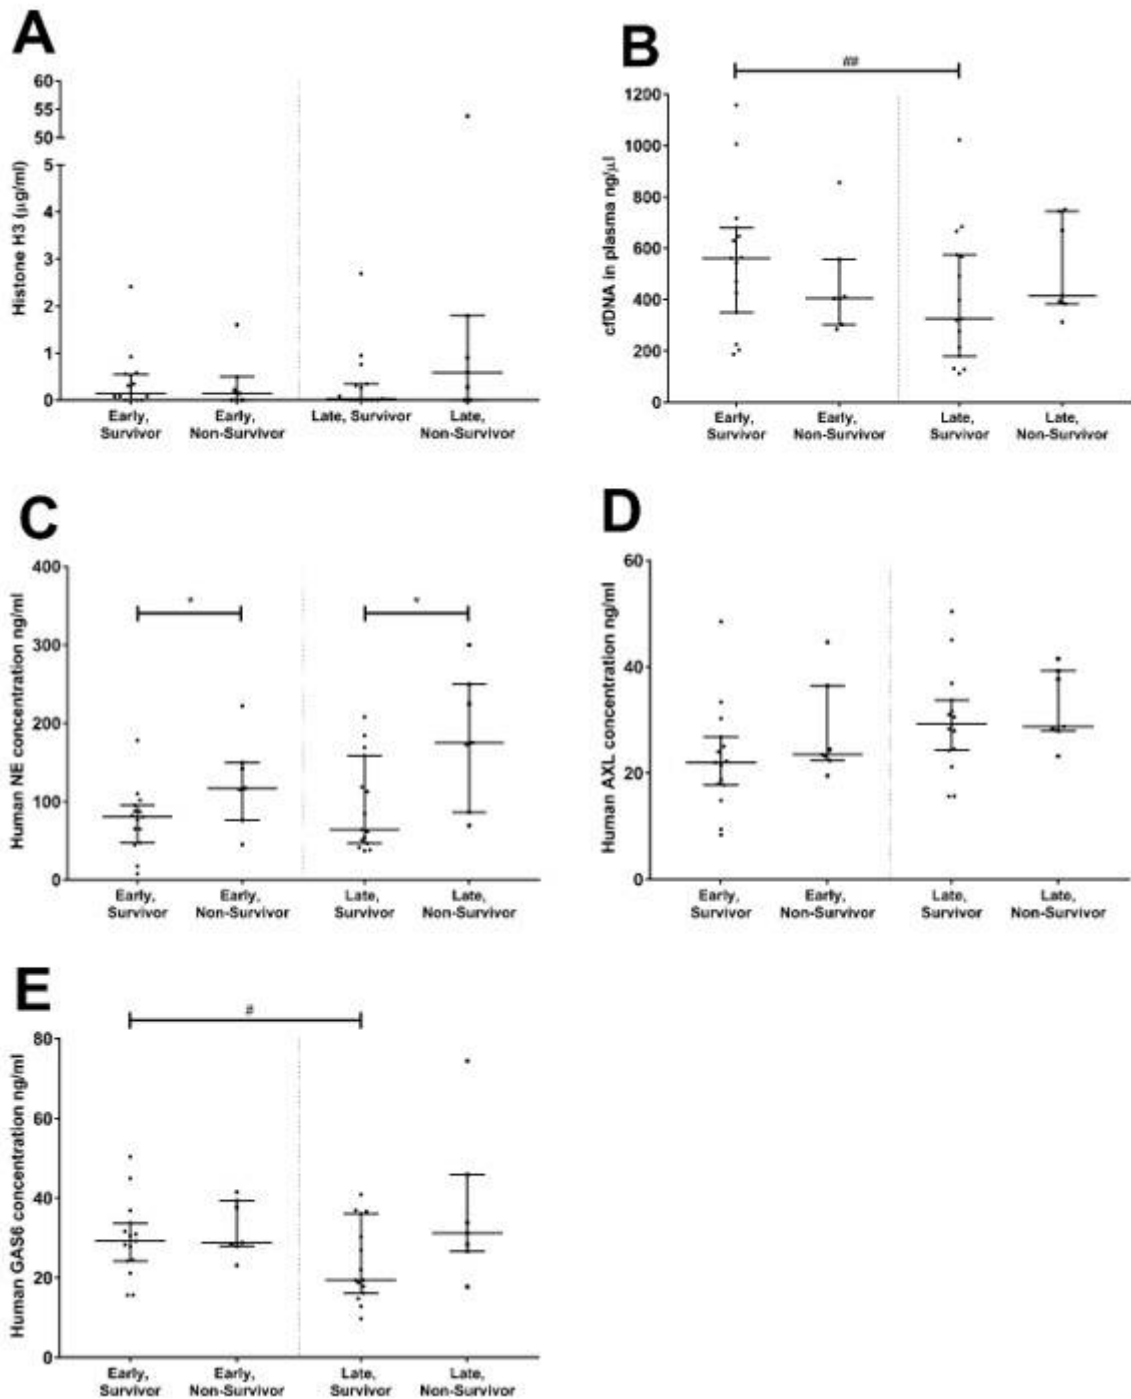 A
60
55
50
5
4
3
2
1
0
Histone H3 (µg/ml)
Early, Survivor
Early, Non-Survivor
Late, Survivor
Late, Non-Survivor
B
##
1200
1000
800
600
400
200
0
cfDNA in plasma ng/µl
Early, Survivor
Early, Non-Survivor
Late, Survivor
Late, Non-Survivor
C
400
300
200
100
0
Human NE concentration ng/ml
*
*
Early, Survivor
Early, Non-Survivor
Late, Survivor
Late, Non-Survivor
D
60
40
20
0
Human AXL concentration ng/ml
Early, Survivor
Early, Non-Survivor
Late, Survivor
Late, Non-Survivor
E
#
80
60
40
20
0
Human GAS6 concentration ng/ml
Early, Survivor
Early, Non-Survivor
Late, Survivor
Late, Non-Survivor